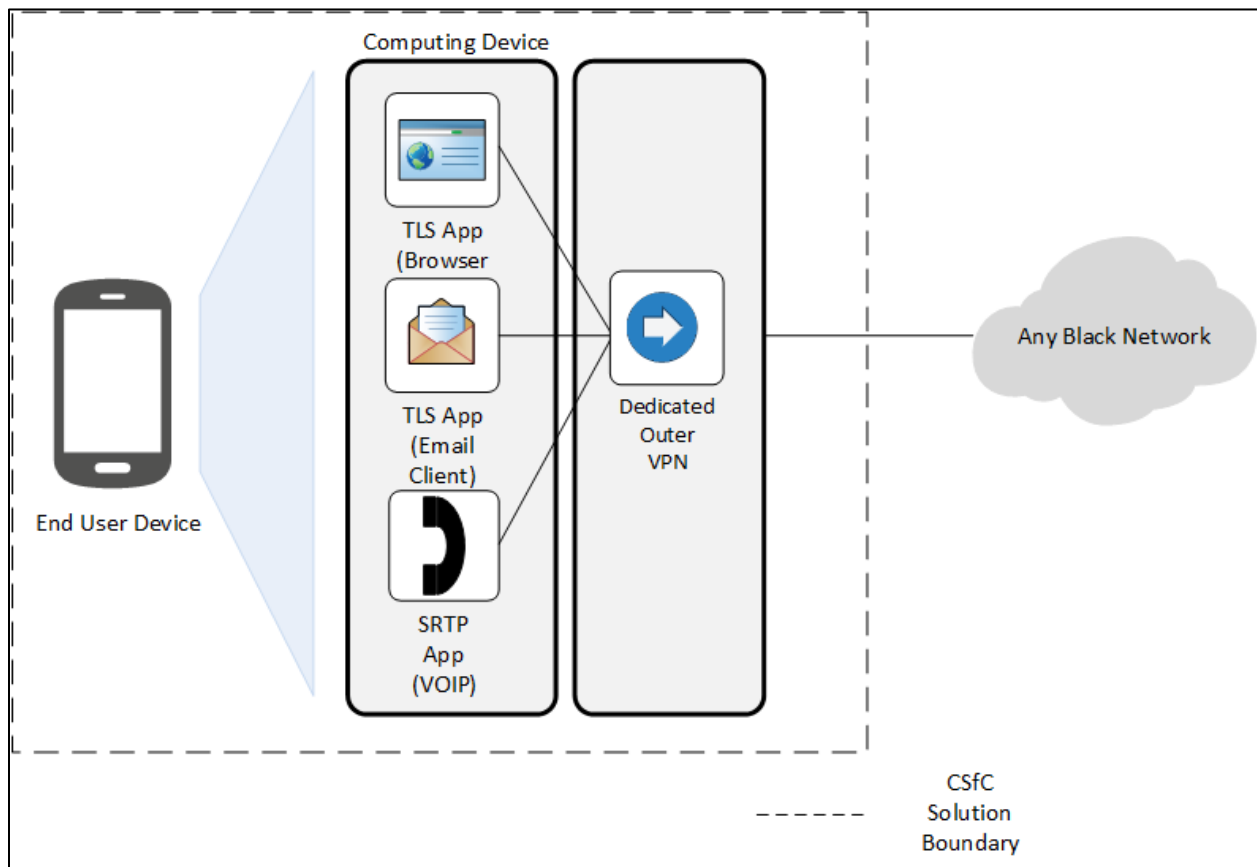 Computing Device
TLS App
(Browser
TLS App
(Email
Client)
SRTP
App
(VOIP)
Dedicated
Outer
VPN
End User Device
Any Black Network
CSfC
Solution
Boundary